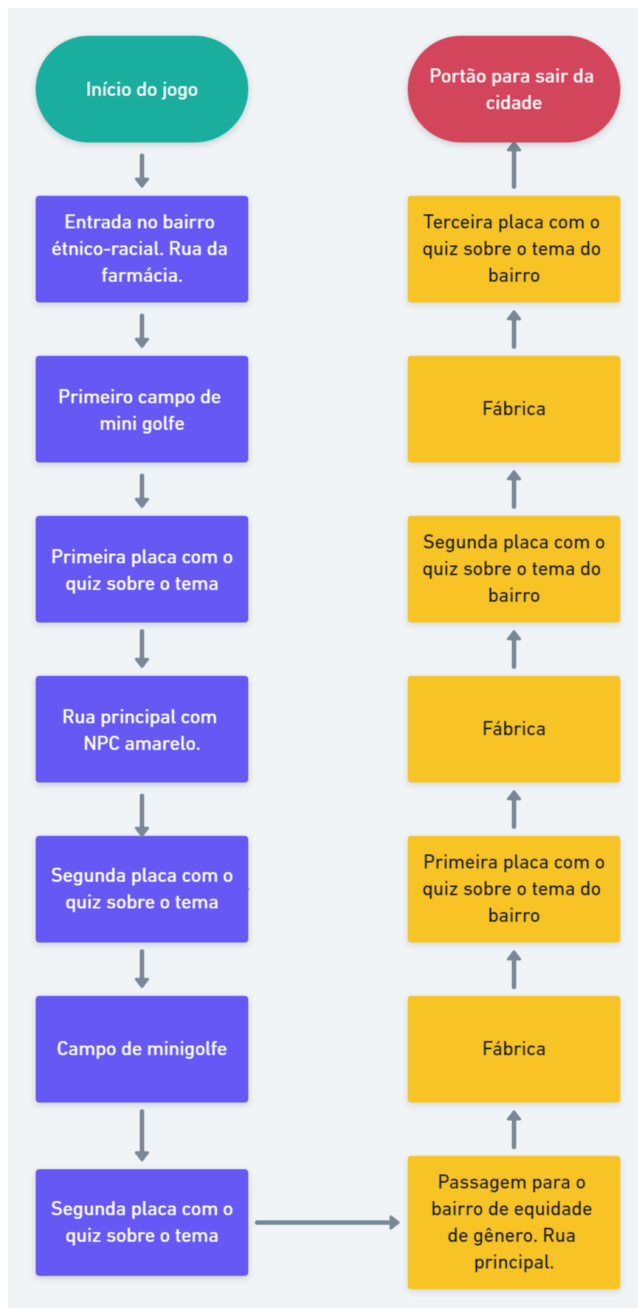 Início do jogo
Entrada no bairro
étnico-racial. Rua da
farmácia.
Primeiro campo de
mini golfe
Primeira placa com o
quiz sobre o tema
Rua principal com
NPC amarelo.
Segunda placa com o
quiz sobre o tema
Campo de minigolfe
Segunda placa com o
quiz sobre o tema
Passagem para o
bairro de equidade
de gênero. Rua
principal.
Fábrica
Primeira placa com o
quiz sobre o tema do
bairro
Fábrica
Segunda placa com o
quiz sobre o tema do
bairro
Fábrica
Terceira placa com o
quiz sobre o tema do
bairro
Portão para sair da
cidade